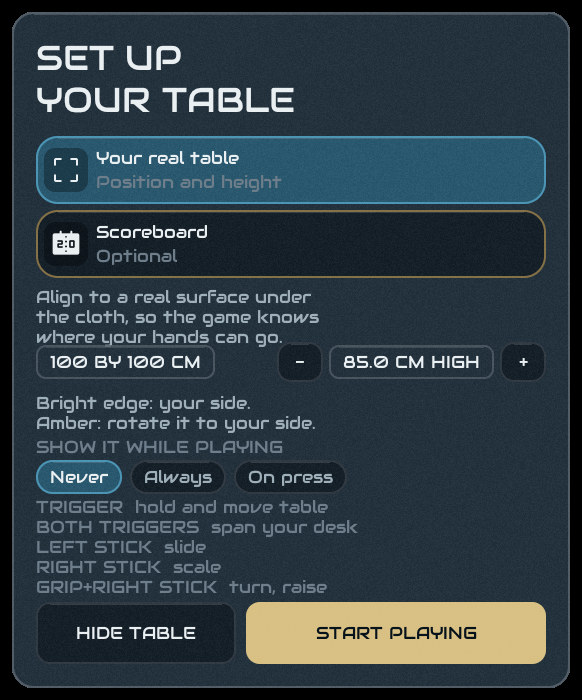 SET UP
YOUR TABLE
Your real table
Position and height
2:0
Scoreboard
Optional
Align to a real surface under
the cloth, so the game knows
where your hands can go.
100 BY 100 CM
-
85.0 CM HIGH
+
Bright edge: your side.
Amber: rotate it to your side.
SHOW IT WHILE PLAYING
Never
Always
On press
TRIGGER hold and move table
BOTH TRIGGERS span your desk
LEFT STICK slide
RIGHT STICK scale
GRIP+RIGHT STICK turn, raise
HIDE TABLE
START PLAYING